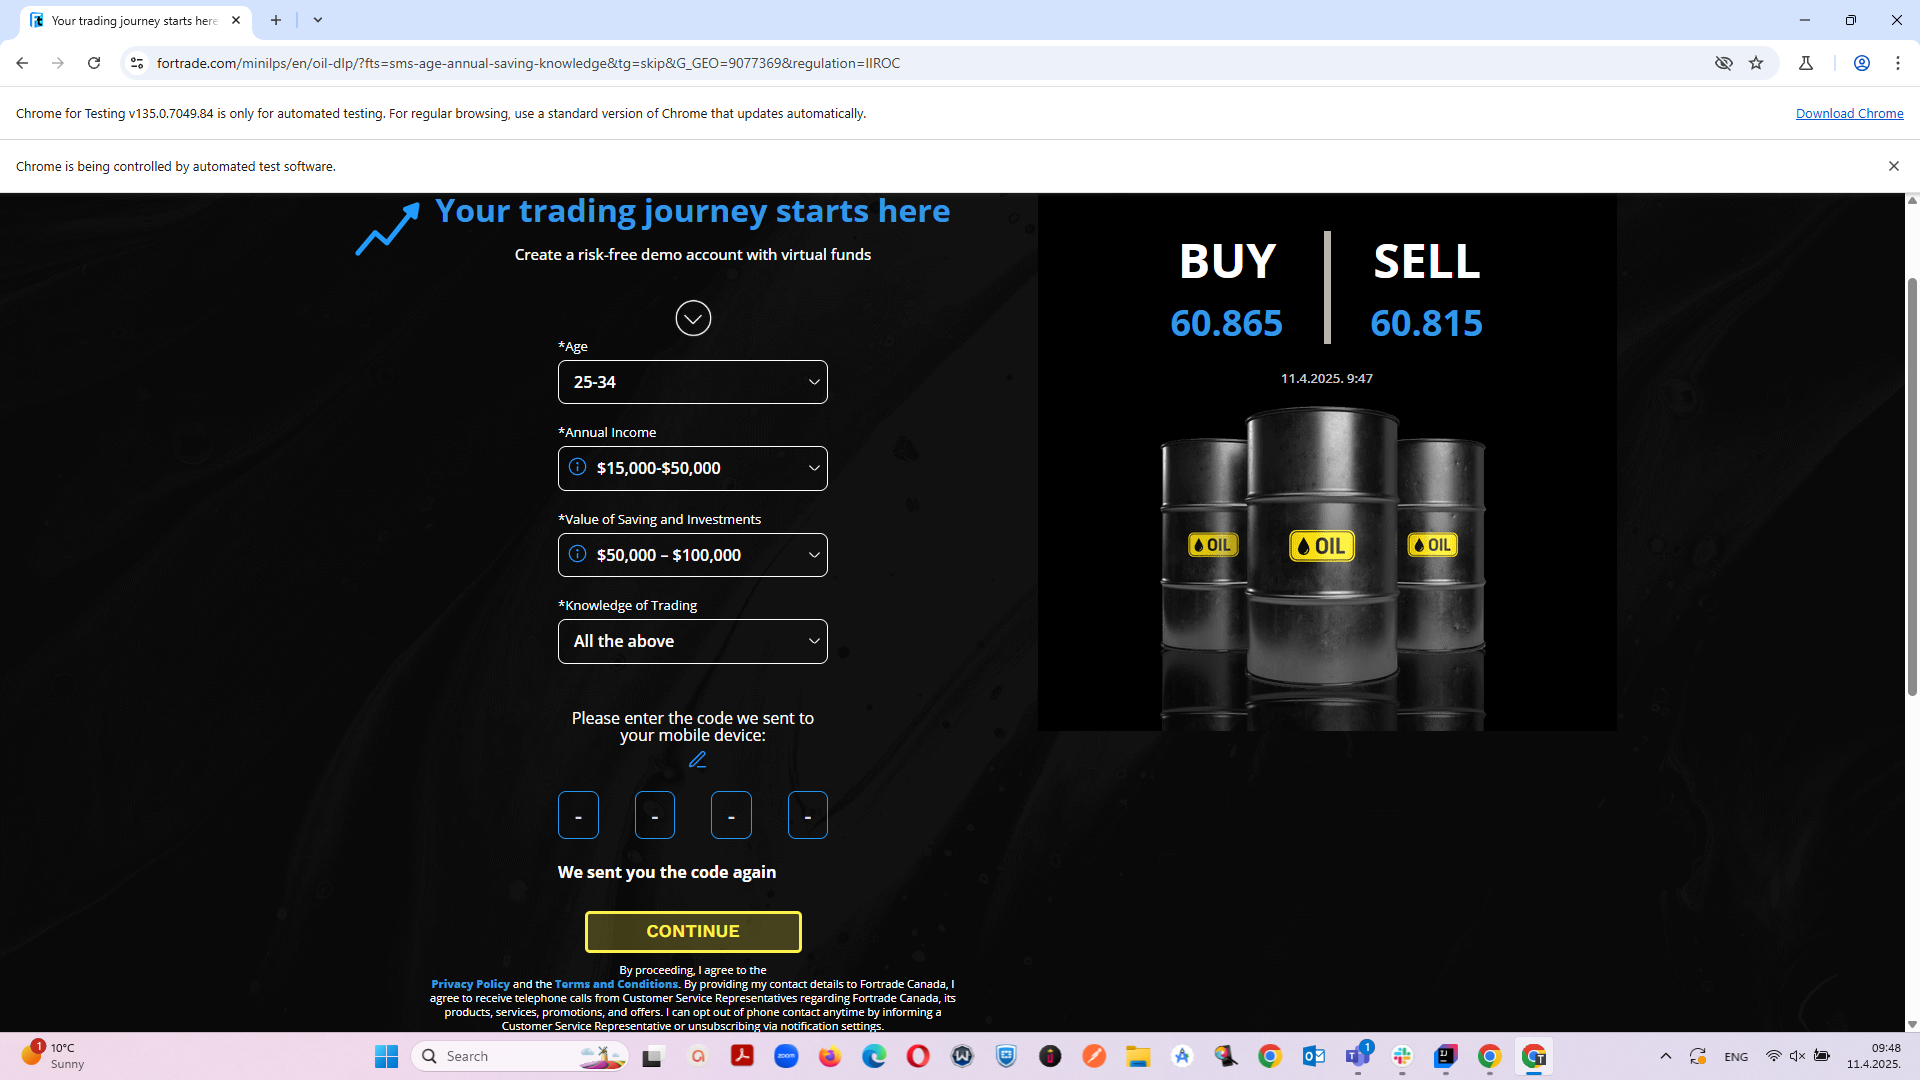 Your trading journey starts here
fortrade.com/minilps/en/oil-dlp/?fts=sms-age-annual-saving-knowledge&tg=skip&G_GEO=9077369&regulation=IIROC
Chrome for Testing v135.0.7049.84 is only for automated testing. For regular browsing, use a standard version of Chrome that updates automatically.
Download Chrome
Chrome is being controlled by automated test software.
Your trading journey starts here
Create a risk-free demo account with virtual funds
*Age
25-34
*Annual Income
$15,000-$50,000
*Value of Saving and Investments
$50,000 – $100,000
*Knowledge of Trading
All the above
Please enter the code we sent to
your mobile device:
- - - -
We sent you the code again
CONTINUE
By proceeding, I agree to the
Privacy Policy and the Terms and Conditions. By providing my contact details to Fortrade Canada, I
agree to receive telephone calls from Customer Service Representatives regarding Fortrade Canada, its
products, services, promotions, and offers. I can opt out of phone contact anytime by informing a
Customer Service Representative or unsubscribing via notification settings.
BUY SELL
60.865 60.815
11.4.2025. 9:47
OIL OIL OIL
1
10°C
Sunny
Search
zoom
1
ENG
09:48
11.4.2025.